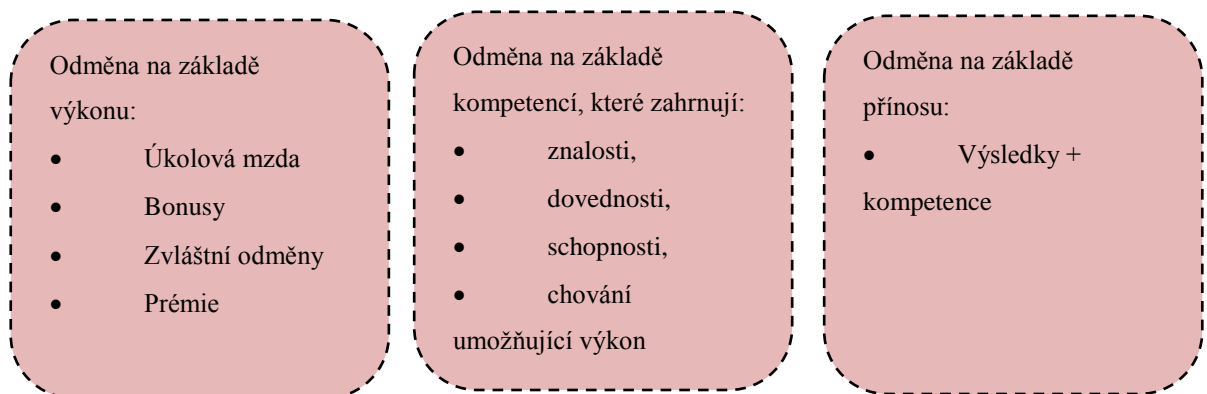 Odměna na základě
výkonu:
• Úkolová mzda
• Bonusy
• Zvláštní odměny
• Prémie
Odměna na základě
kompetencí, které zahrnují:
• znalosti,
• dovednosti,
• schopnosti,
• chování
umožňující výkon
Odměna na základě
přínosu:
• Výsledky +
kompetence